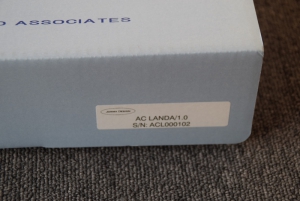 ASSOCIATES
AC LANDA/1.0
S/N: ACL000102